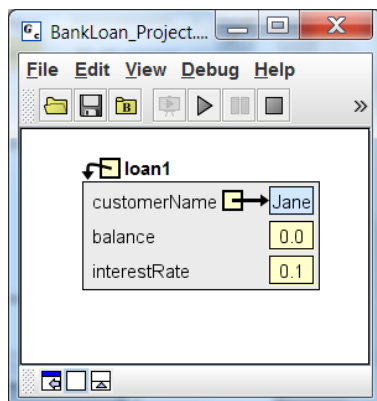 BankLoan_Project....
File Edit View Debug Help
B
»
loan1
customerName Jane
balance 0.0
interestRate 0.1